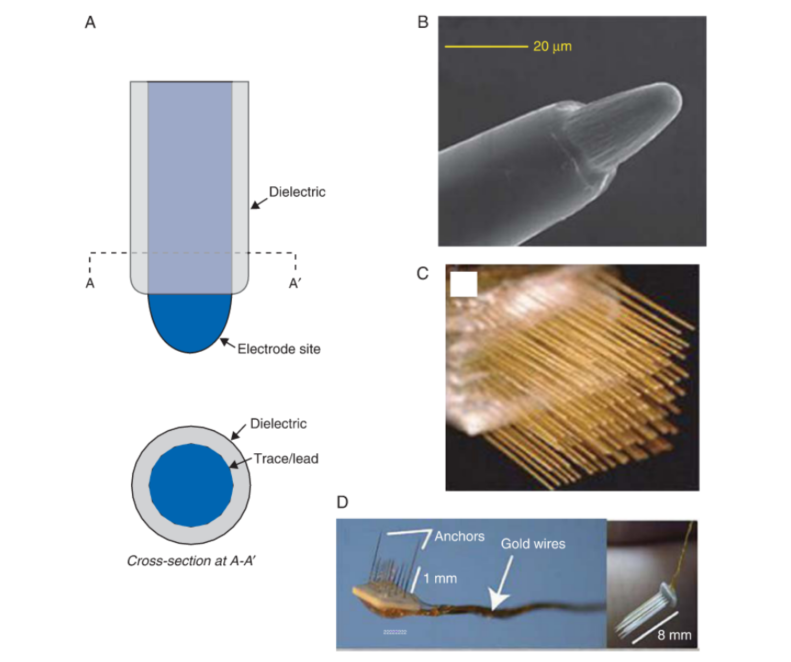 A
Dielectric
A
A′
Electrode site
Dielectric
Trace/lead
Cross-section at A-A′
B
20 μm
C
D
Anchors
Gold wires
1 mm
8 mm